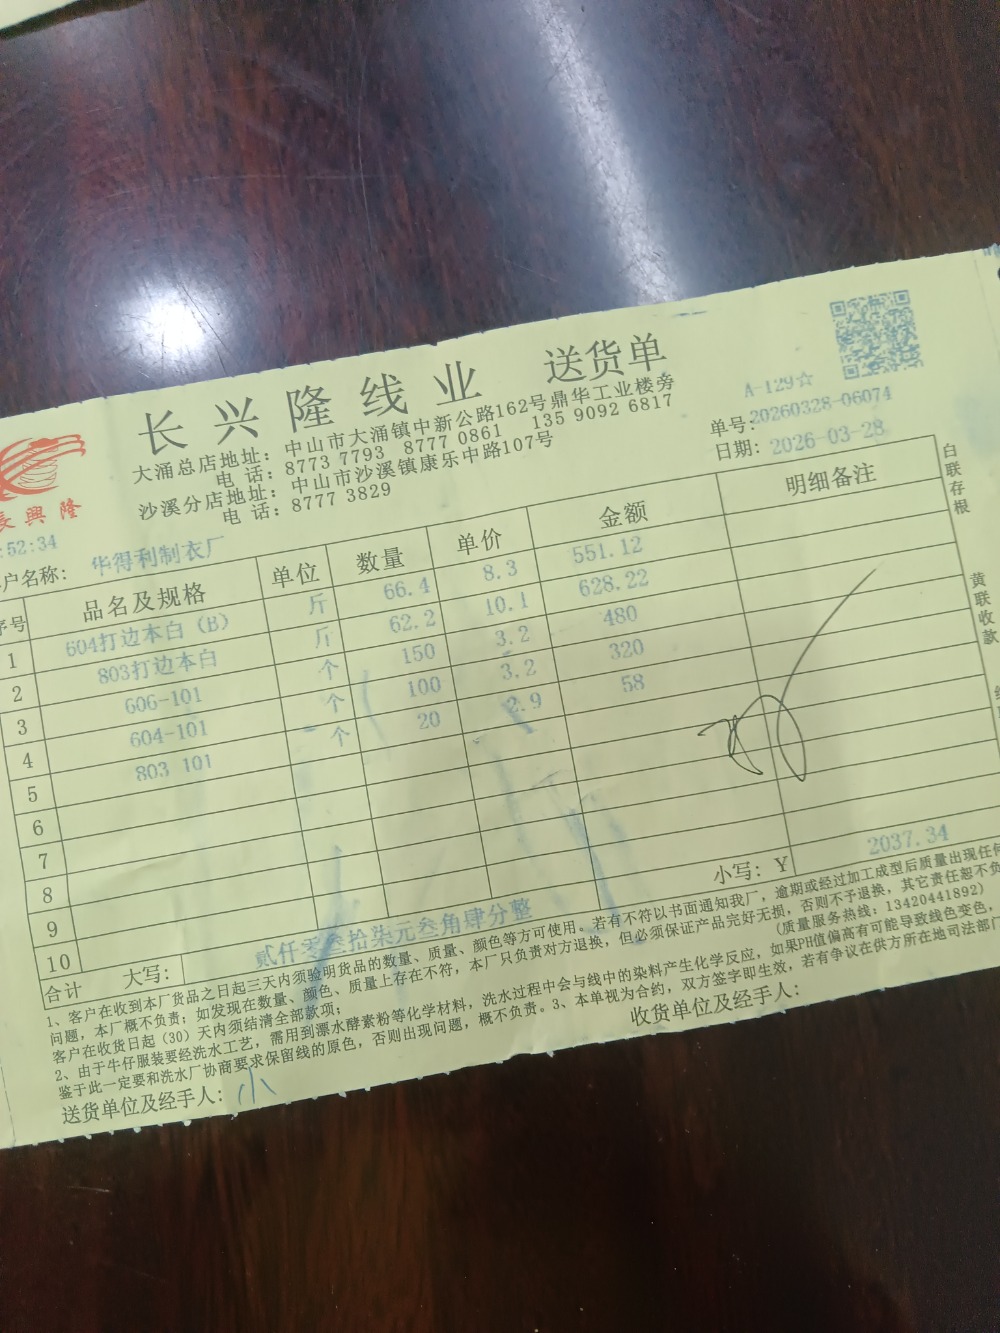 长兴隆线业 送货单
大涌总店地址：中山市大涌镇中新公路162号鼎华工业楼旁
电 话：8773 7793 8777 0861 135 9092 6817
沙溪分店地址：中山市沙溪镇康乐中路107号
电 话：8777 3829
長興隆
A-129☆
单号：20260328-06074
日期：2026-03-28
:52:34
户名称：华得利制衣厂
序号 品名及规格 单位 数量 单价 金额 明细备注
1 604打边本白（B） 斤 66.4 8.3 551.12
2 803打边本白 斤 62.2 10.1 628.22
3 606-101 个 150 3.2 480
4 604-101 个 100 3.2 320
5 803 101 个 20 2.9 58
6
7
8
9
10
合计 大写：贰仟零叁拾柒元叁角肆分整 小写：Y 2037.34
1、客户在收到本厂货品之日起三天内须验明货品的数量、质量、颜色等方可使用。若有不符以书面通知我厂，逾期或经过加工成型后质量出现任何
问题，本厂概不负责；如发现在数量、颜色、质量上存在不符，本厂只负责对方退换，但必须保证产品完好无损，否则不予退换，其它责任恕不负
客户在收货日起（30）天内须结清全部款项；（质量服务热线：13420441892）
2、由于牛仔服装要经洗水工艺，需用到漂水酵素粉等化学材料，洗水过程中会与线中的染料产生化学反应，如果PH值偏高有可能导致线色变色，
鉴于此一定要和洗水厂协商要求保留线的原色，否则出现问题，概不负责。3、本单视为合约，双方签字即生效，若有争议在供方所在地司法部门
送货单位及经手人：小 收货单位及经手人：
白联存根
黄联收款